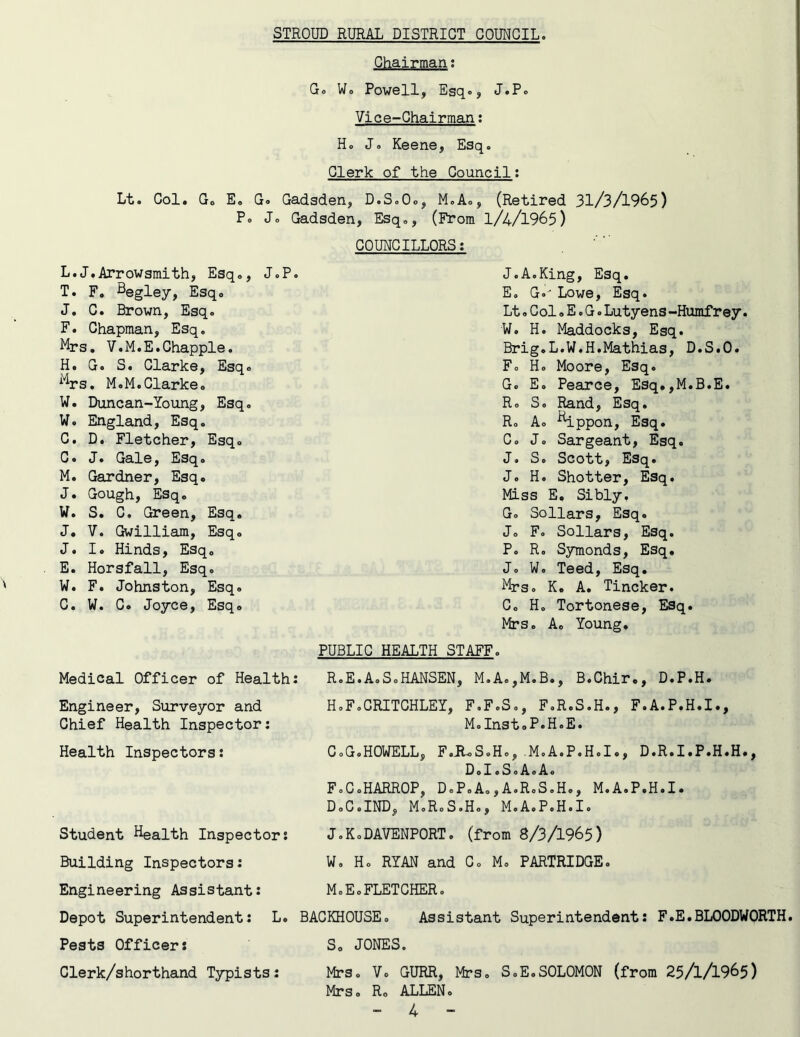 STROUD RURAL DISTRICT COUNCIL.
Chairman:
G. W. Powell, Esq., J.P.
Vice-Chairman:
H. J. Keene, Esq.
Clerk of the Council:
Lt. Col. G. E. G. Gadsden, D.S.O., M.A., (Retired 31/3/1965)
P. J. Gadsden, Esq., (From 1/4/1965)
COUNCILLORS:
L.J.Arrowsmith, Esq., J.P.
T. F. Begley, Esq.
J. C. Brown, Esq.
F. Chapman, Esq.
Mrs. V.M.E.Chapple.
H. G. S. Clarke, Esq.
Mrs. M.M.Clarke.
W. Duncan-Young, Esq.
W. England, Esq.
C. D. Fletcher, Esq.
C. J. Gale, Esq.
M. Gardner, Esq.
J. Gough, Esq.
W. S. C. Green, Esq.
J. V. Gwilliam, Esq.
J. I. Hinds, Esq.
E. Horsfall, Esq.
W. F. Johnston, Esq.
C. W. C. Joyce, Esq.
J.A.King, Esq.
E. G. Lowe, Esq.
Lt.Col.E.G.Lutyens-Humfrey.
W. H. Maddocks, Esq.
Brig.L.W.H.Mathias, D.S.O.
F. H. Moore, Esq.
G. E. Pearce, Esq.,M.B.E.
R. S. Rand, Esq.
R. A. Rippon, Esq.
C. J. Sargeant, Esq.
J. S. Scott, Esq.
J. H. Shotter, Esq.
Miss E. Sibly.
G. Sollars, Esq.
J. F. Sollars, Esq.
P. R. Symonds, Esq.
J. W. Teed, Esq.
Mrs. K. A. Tincker.
C. H. Tortonese, Esq.
Mrs. A. Young.
PUBLIC HEALTH STAFF.
Medical Officer of Health: R.E.A.S.HANSEN, M.A.,M.B., B.Chir., D.P.H.
Engineer, Surveyor and H.F.CRITCHLEY, F.F.S., F.R.S.H., F.A.P.H.I.,
Chief Health Inspector: M.Inst.P.H.E.
Health Inspectors: C.G.HOWELL, F.R.S.H., M.A.P.H.I., D.R.I.P.H.H.,
D.I.S.A.A.
F.C.HARROP, D.P.A.,A.R.S.H., M.A.P.H.I.
D.C.IND, M.R.S.H., M.A.P.H.I.
Student Health Inspector: J.K.DAVENPORT. (from 8/3/1965)
Building Inspectors: W. H. RYAN and C. M. PARTRIDGE.
Engineering Assistant: M.E.FLETCHER.
Depot Superintendent: L. BACKHOUSE. Assistant Superintendent: F.E.BLOODWORTH.
Pests Officer: S. JONES.
Clerk/shorthand Typists: Mrs. V. GURR, Mrs. S.E.SOLOMON (from 25/1/1965)
Mrs. R. ALLEN.
- 4 -